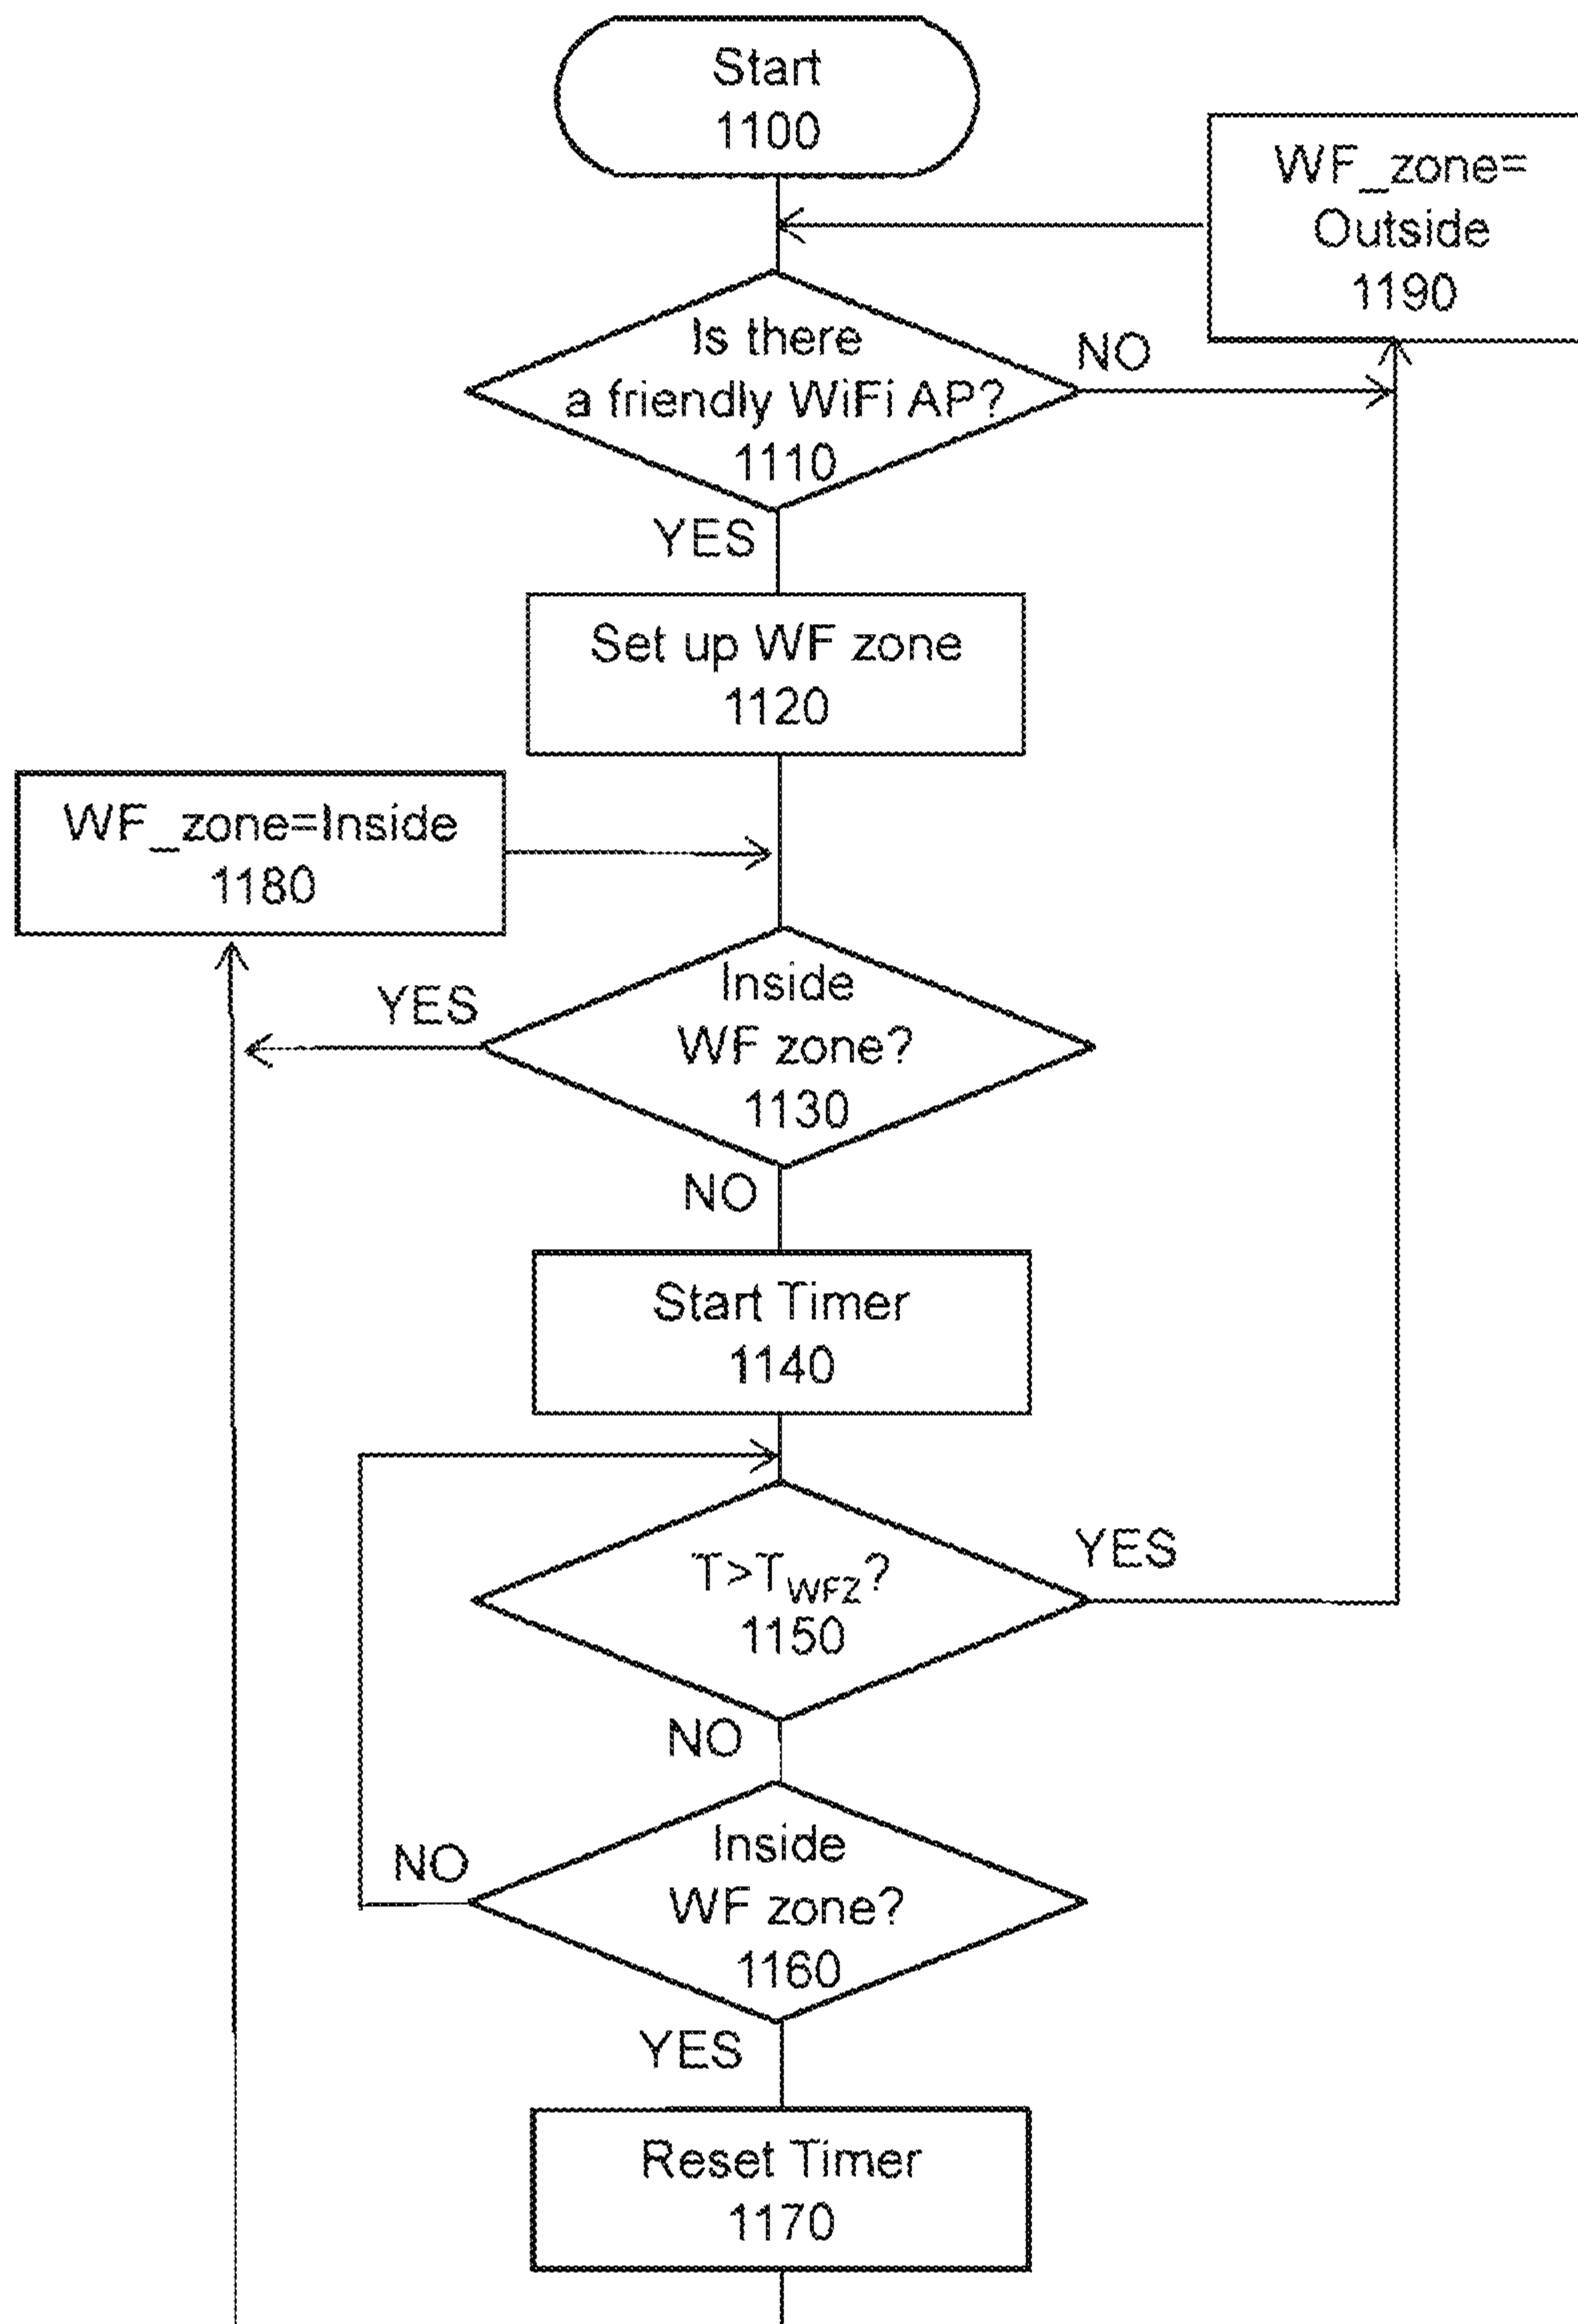 Start
1100
WF_zone=
Outside
1190
Is there
a friendly WiFi AP?
1110
NO
YES
Set up WF zone
1120
WF_zone=Inside
1180
Inside
WF zone?
1130
YES
NO
Start Timer
1140
T>TWFZ?
1150
YES
NO
Inside
WF zone?
1160
NO
YES
Reset Timer
1170